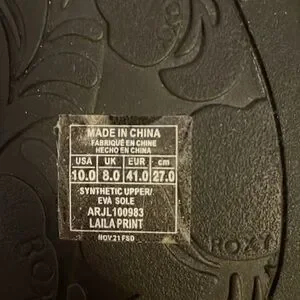 MADE IN CHINA
FABRIQUÉ EN CHINE
HECHO EN CHINA
USA UK EUR cm
10.0 8.0 41.0 27.0
SYNTHETIC UPPER/
EVA SOLE
ARJL100983
LAILA PRINT
NOV21FSD
ROXY